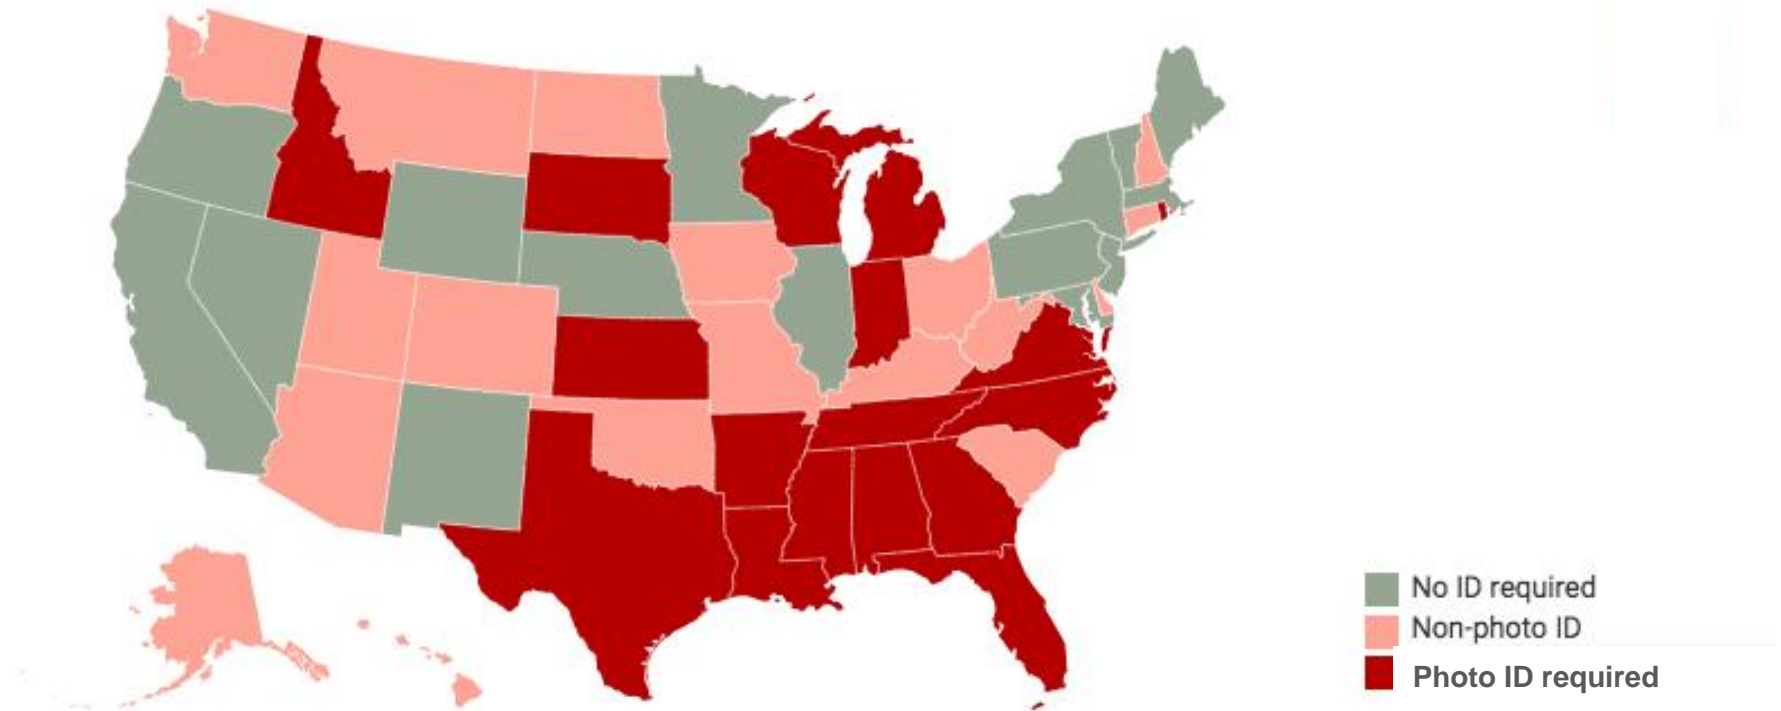 No ID required
Non-photo ID
Photo ID required